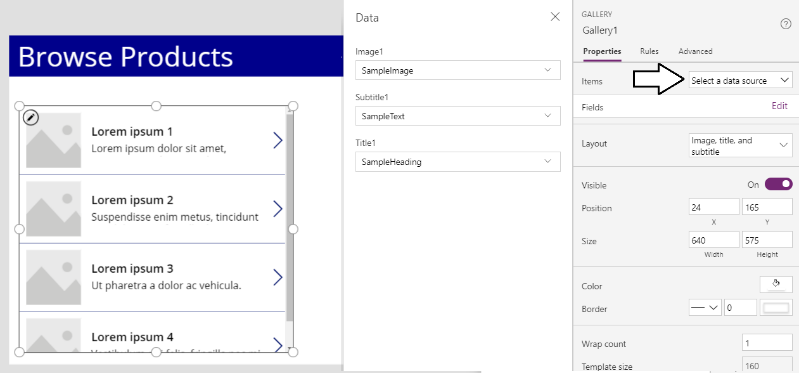 Browse Products
Lorem ipsum 1
Lorem ipsum dolor sit amet,
Lorem ipsum 2
Suspendisse enim metus, tincidunt
Lorem ipsum 3
Ut pharetra a dolor ac vehicula.
Lorem ipsum 4
Data
Image1
SampleImage
Subtitle1
SampleText
Title1
SampleHeading
GALLERY
Gallery1
Properties Rules Advanced
Items Select a data source
Fields Edit
Layout Image, title, and
subtitle
Visible On
Position 24 165
X Y
Size 640 575
Width Height
Color
Border 0
Wrap count 1
Template size 160